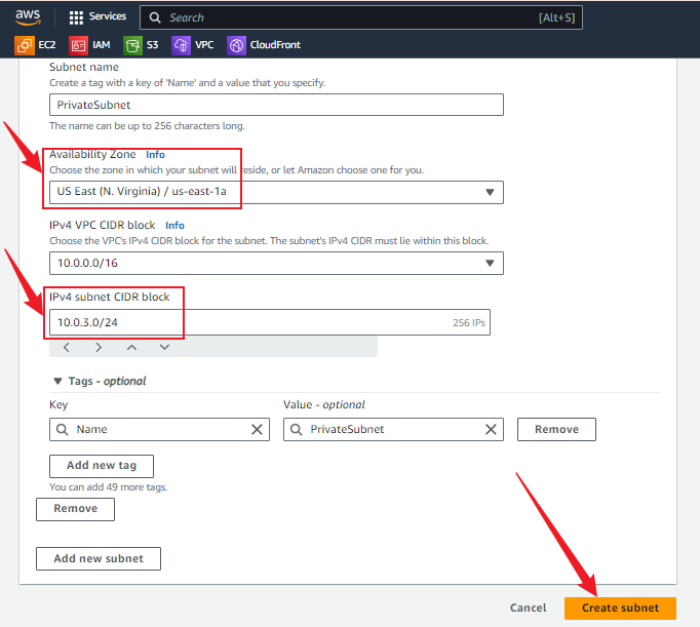 aws Services Search [Alt+S]
EC2 IAM S3 VPC CloudFront
Subnet name
Create a tag with a key of 'Name' and a value that you specify.
PrivateSubnet
The name can be up to 256 characters long.
Availability Zone Info
Choose the zone in which your subnet will reside, or let Amazon choose one for you.
US East (N. Virginia) / us-east-1a
IPv4 VPC CIDR block Info
Choose the VPC's IPv4 CIDR block for the subnet. The subnet's IPv4 CIDR must lie within this block.
10.0.0.0/16
IPv4 subnet CIDR block
10.0.3.0/24 256 IPs
Tags - optional
Key Value - optional
Name PrivateSubnet Remove
Add new tag
You can add 49 more tags.
Remove
Add new subnet
Cancel Create subnet